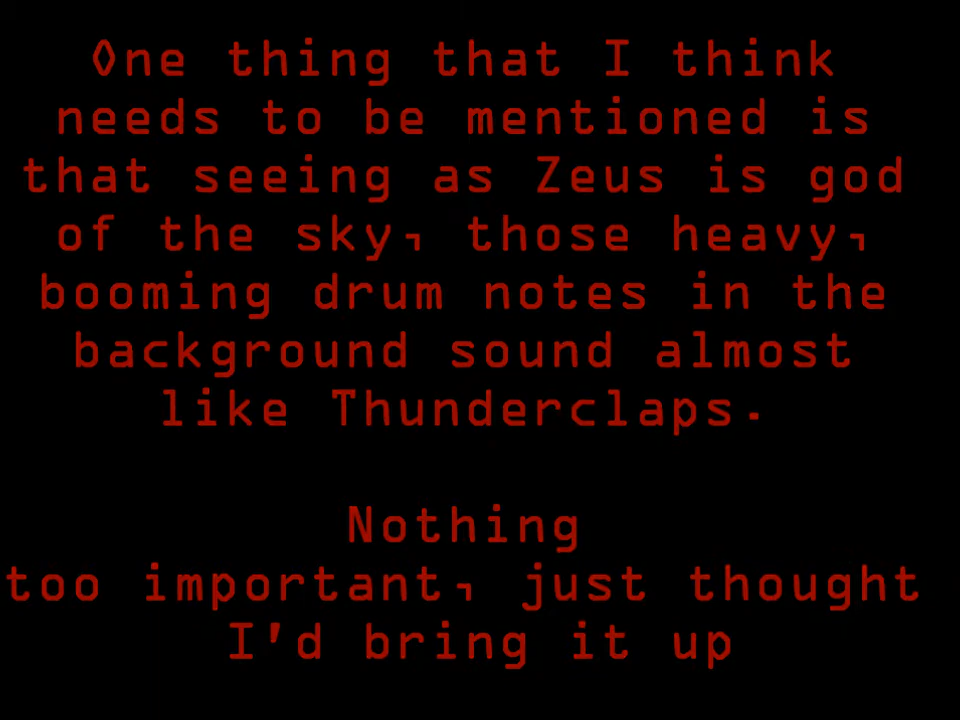 One thing that I think
needs to be mentioned is
that seeing as Zeus is god
of the sky, those heavy,
booming drum notes in the
background sound almost
like Thunderclaps.
Nothing
too important, just thought
I'd bring it up